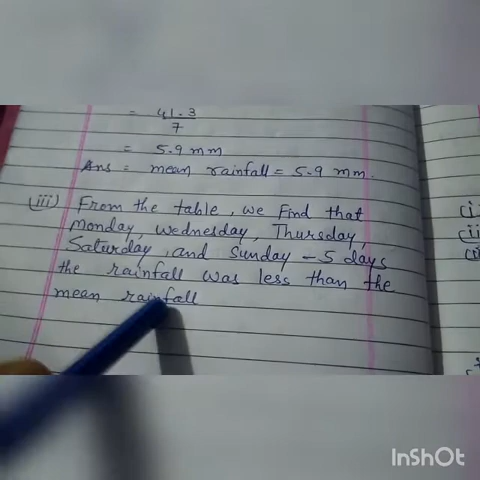 = 41.3
7
= 5.9 mm
Ans = mean rainfall = 5.9 mm.
(iii) From the table, we Find that
monday, wednesday, Thursday,
Saturday, and Sunday - 5 days
the rainfall was less than the
mean rainfall
(i)
(ii)
InShOt